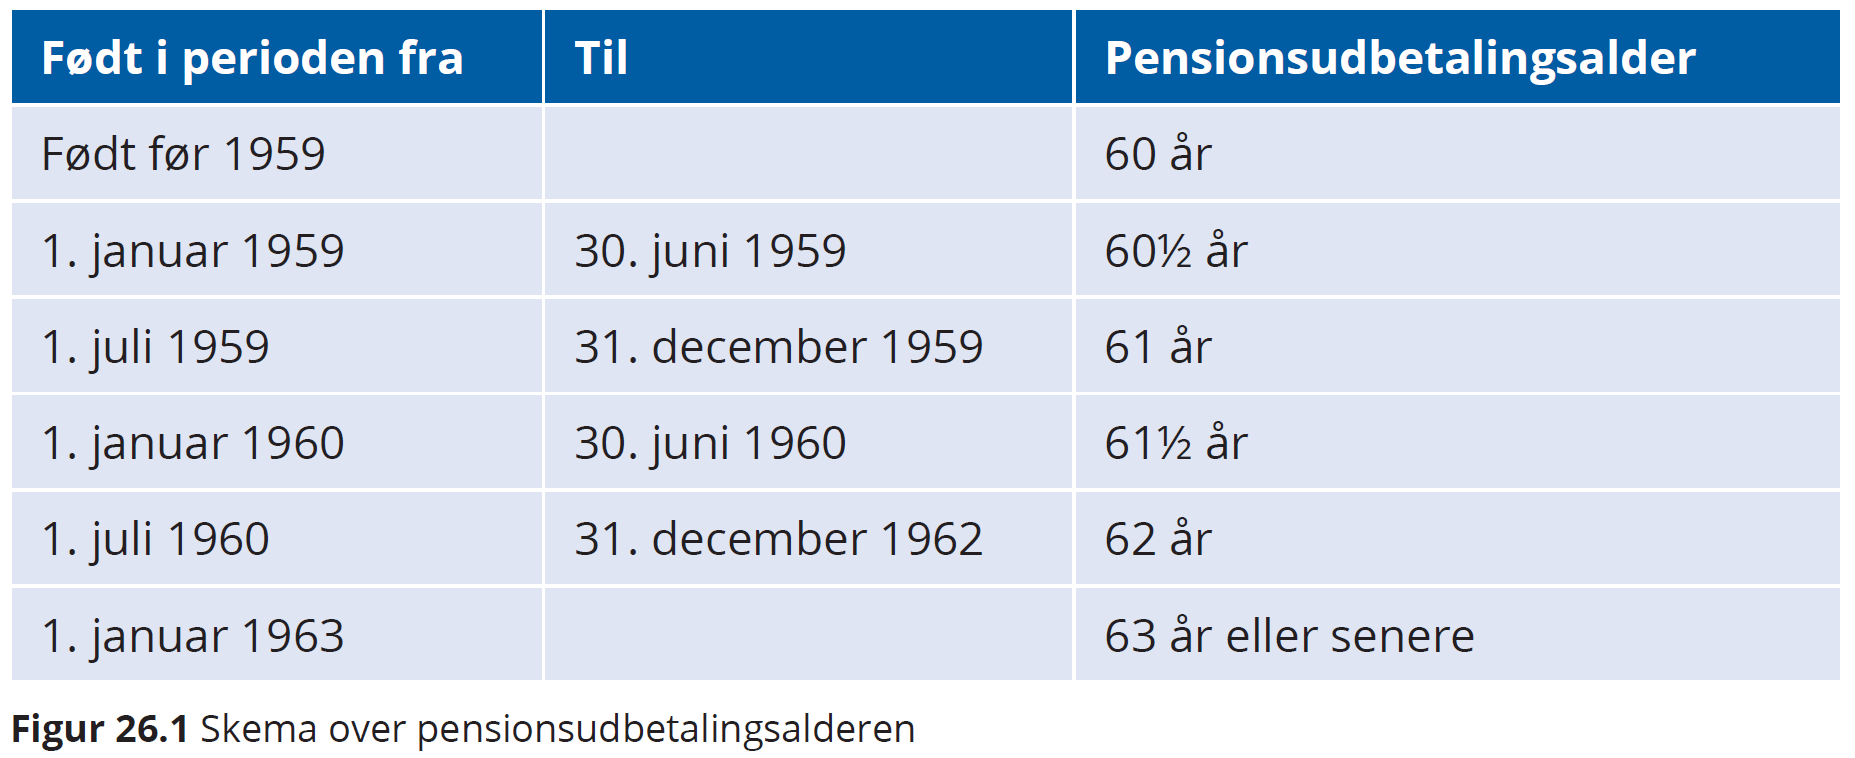 Født i perioden fra Til Pensionsudbetalingsalder
Født før 1959 60 år
1. januar 1959 30. juni 1959 60½ år
1. juli 1959 31. december 1959 61 år
1. januar 1960 30. juni 1960 61½ år
1. juli 1960 31. december 1962 62 år
1. januar 1963 63 år eller senere
Figur 26.1 Skema over pensionsudbetalingsalderen